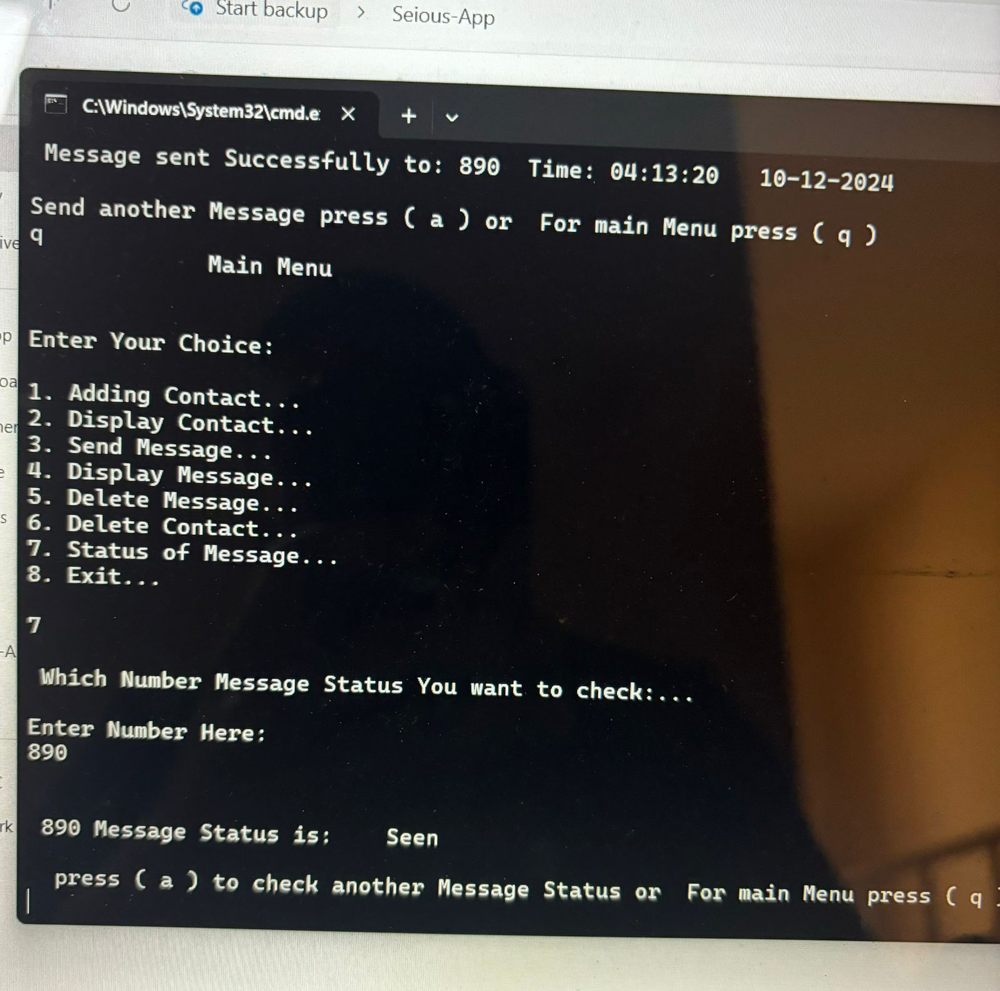 Start backup > Seious-App
C:\Windows\System32\cmd.e
Message sent Successfully to: 890 Time: 04:13:20 10-12-2024
Send another Message press ( a ) or For main Menu press ( q )
q
Main Menu
Enter Your Choice:
1. Adding Contact...
2. Display Contact...
3. Send Message...
4. Display Message...
5. Delete Message...
6. Delete Contact...
7. Status of Message...
8. Exit...
7
Which Number Message Status You want to check:...
Enter Number Here:
890
890 Message Status is: Seen
press ( a ) to check another Message Status or For main Menu press ( q )